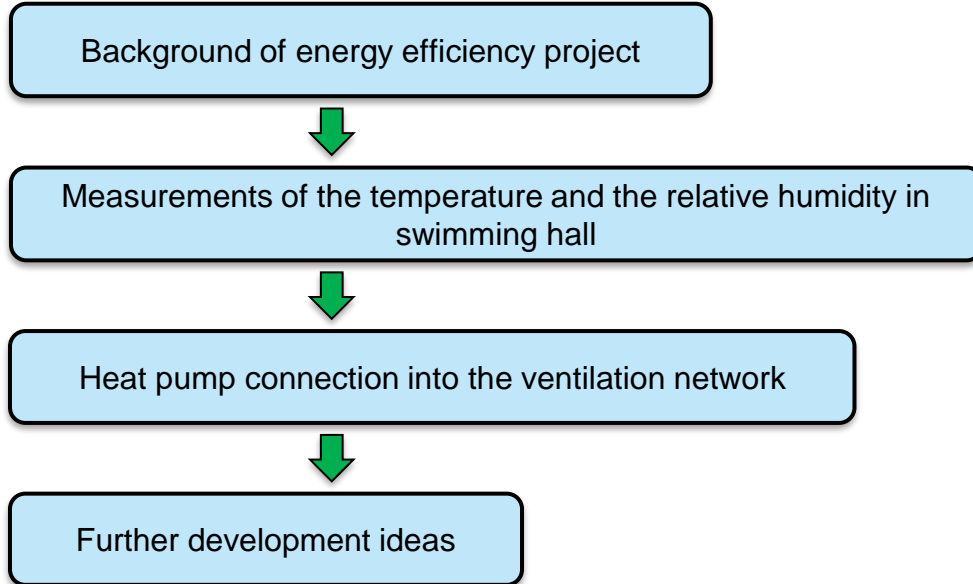 Background of energy efficiency project
Measurements of the temperature and the relative humidity in
swimming hall
Heat pump connection into the ventilation network
Further development ideas